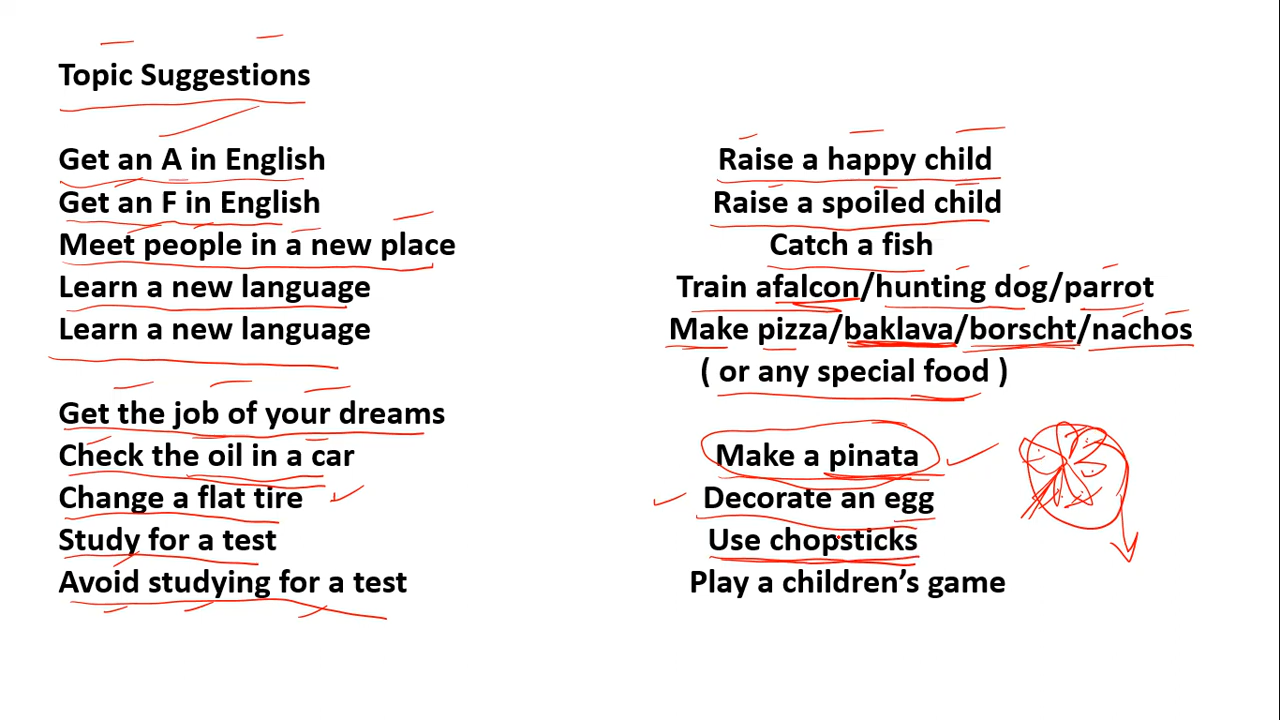 Topic Suggestions
Get an A in English
Get an F in English
Meet people in a new place
Learn a new language
Learn a new language
Get the job of your dreams
Check the oil in a car
Change a flat tire
Study for a test
Avoid studying for a test
Raise a happy child
Raise a spoiled child
Catch a fish
Train afalcon/hunting dog/parrot
Make pizza/baklava/borscht/nachos
( or any special food )
Make a pinata
Decorate an egg
Use chopsticks
Play a children’s game